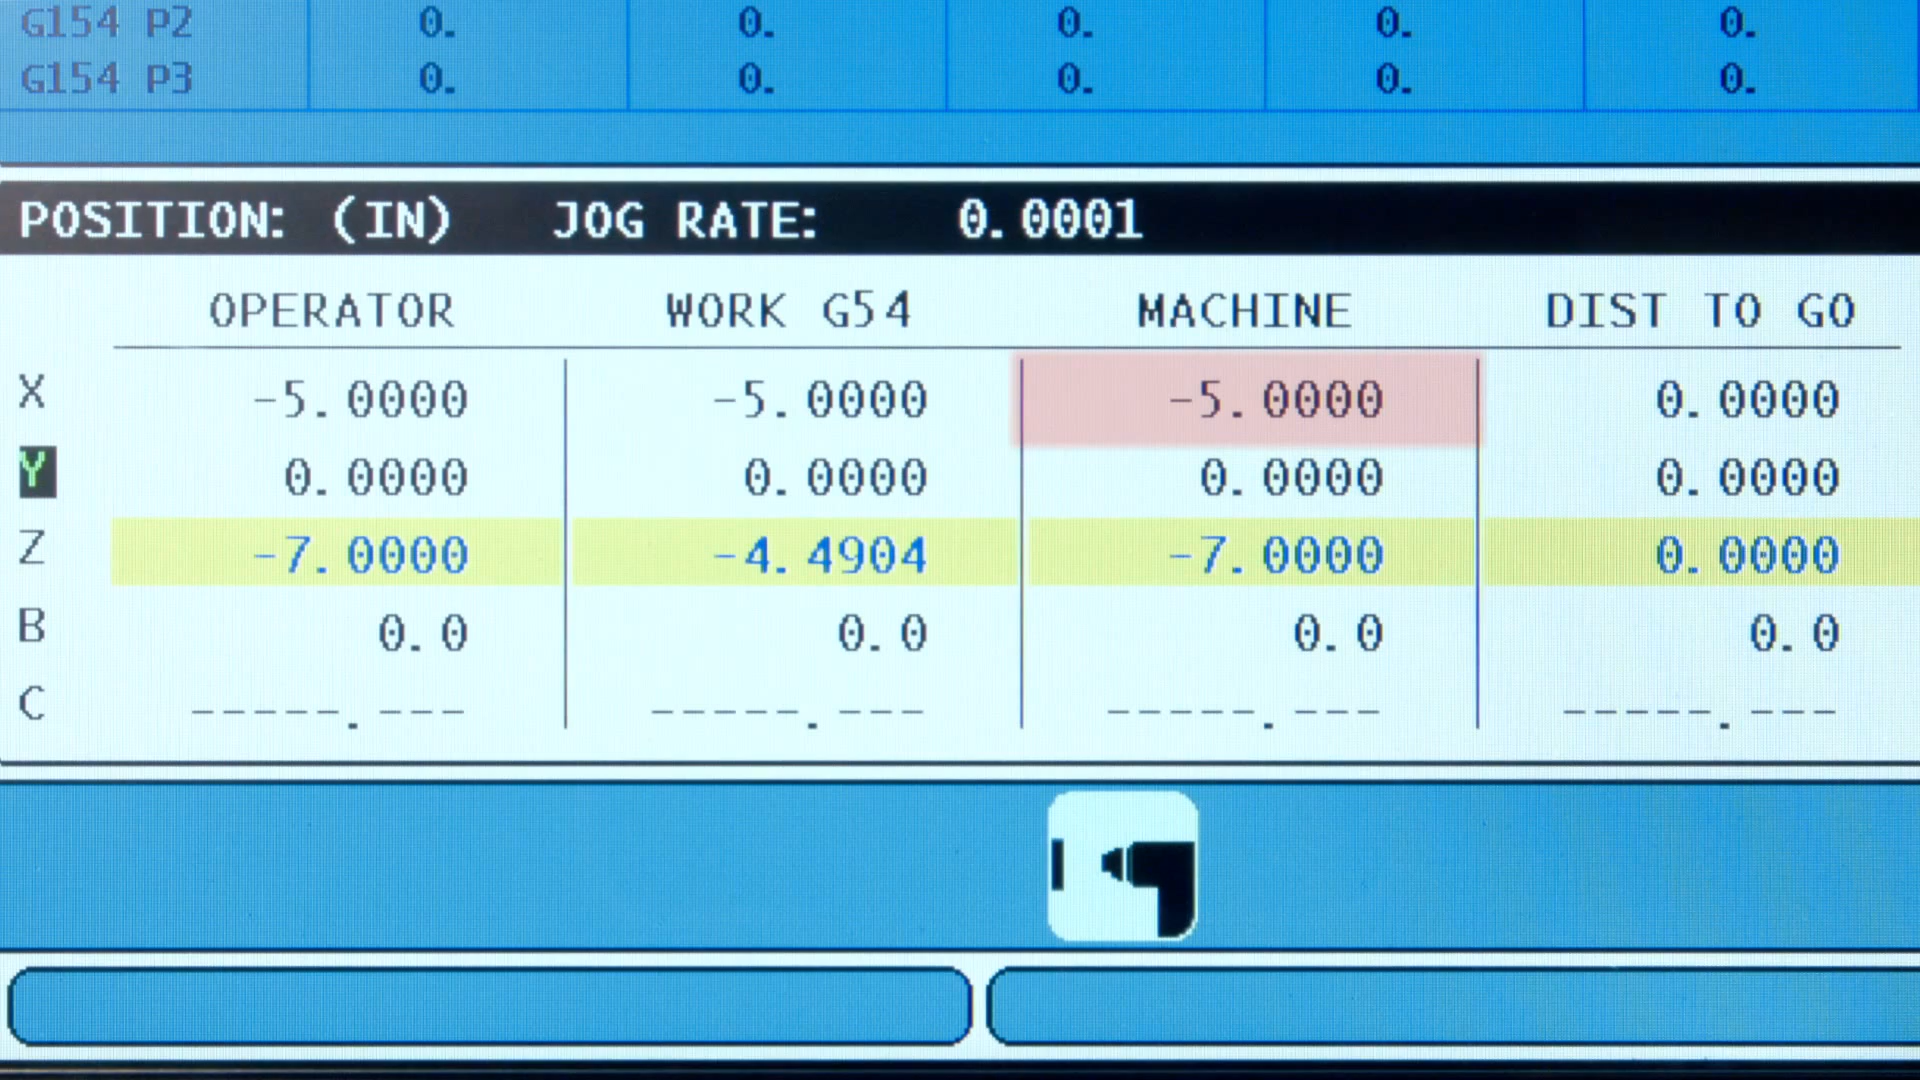 G154 P2 0. 0. 0. 0. 0.
G154 P3 0. 0. 0. 0. 0.
POSITION: (IN) JOG RATE: 0.0001
OPERATOR WORK G54 MACHINE DIST TO GO
X -5.0000 -5.0000 -5.0000 0.0000
Y 0.0000 0.0000 0.0000 0.0000
Z -7.0000 -4.4904 -7.0000 0.0000
B 0.0 0.0 0.0 0.0
C -----.--- -----.--- -----.--- -----.---